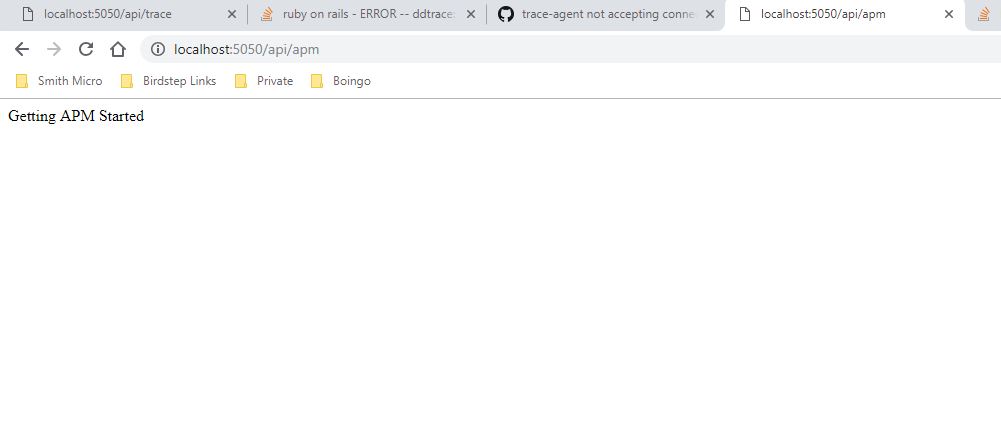 localhost:5050/api/trace
ruby on rails - ERROR -- ddtrace:
trace-agent not accepting conne
localhost:5050/api/apm
localhost:5050/api/apm
Smith Micro Birdstep Links Private Boingo
Getting APM Started